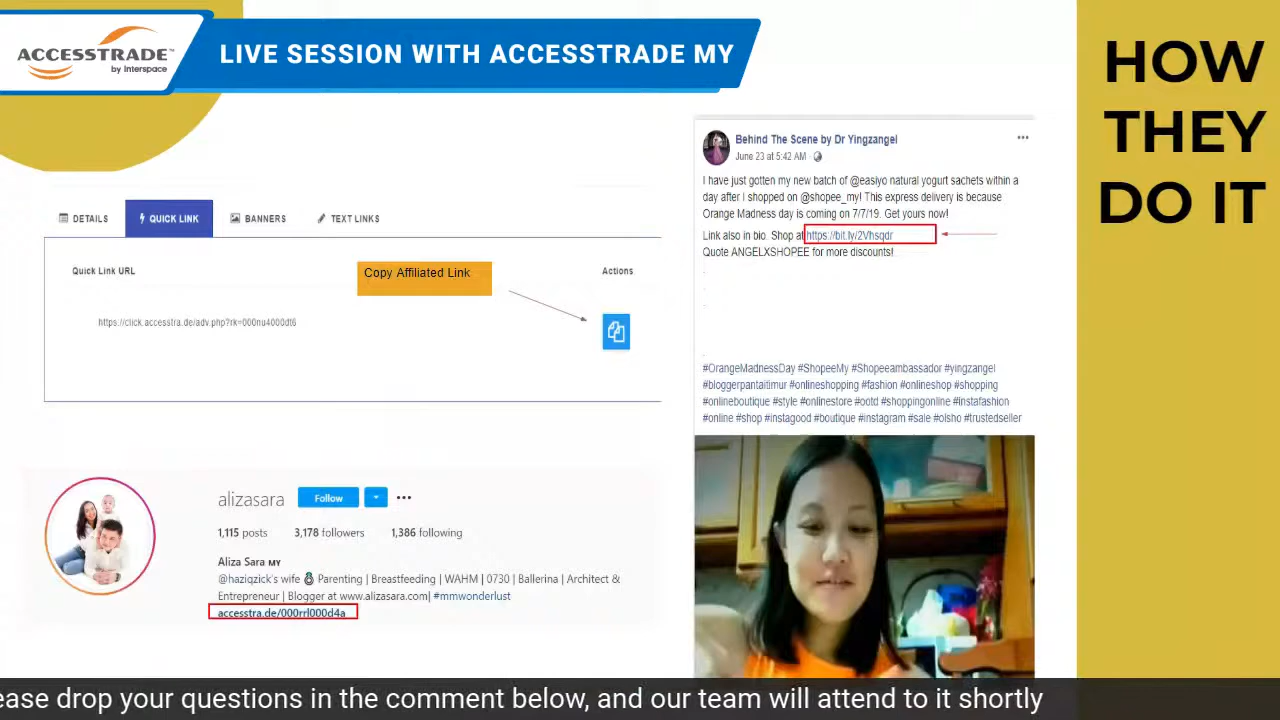 ACCESSTRADE
by Interspace
LIVE SESSION WITH ACCESSTRADE MY
HOW
THEY
DO IT
DETAILS
QUICK LINK
BANNERS
TEXT LINKS
Quick Link URL
Copy Affiliated Link
Actions
https://click.accesstra.de/adv.php?rk=000nu4000dt6
Behind The Scene by Dr Yingzangel
June 23 at 5:42 AM
I have just gotten my new batch of @easiyo natural yogurt sachets within a
day after i shopped on @shopee_my! This express delivery is because
Orange Madness day is coming on 7/7/19. Get yours now!
Link also in bio. Shop at https://bit.ly/2Vhsqdr
Quote ANGELXSHOPEE for more discounts!
.
.
.
.
#OrangeMadnessDay #ShopeeMy #Shopeeambassador #yingzangel
#bloggerpantaitimur #onlineshopping #fashion #onlineshop #shopping
#onlineboutique #style #onlinestore #ootd #shoppingonline #instafashion
#online #shop #instagood #boutique #instagram #sale #olsho #trustedseller
alizasara
Follow
1,115 posts 3,178 followers 1,386 following
Aliza Sara MY
@haziqzick's wife 💍 Parenting | Breastfeeding | WAHM | 0730 | Ballerina | Architect &
Entrepreneur | Blogger at www.alizasara.com| #mmwonderlust
accesstra.de/000rrl000d4a
ease drop your questions in the comment below, and our team will attend to it shortly